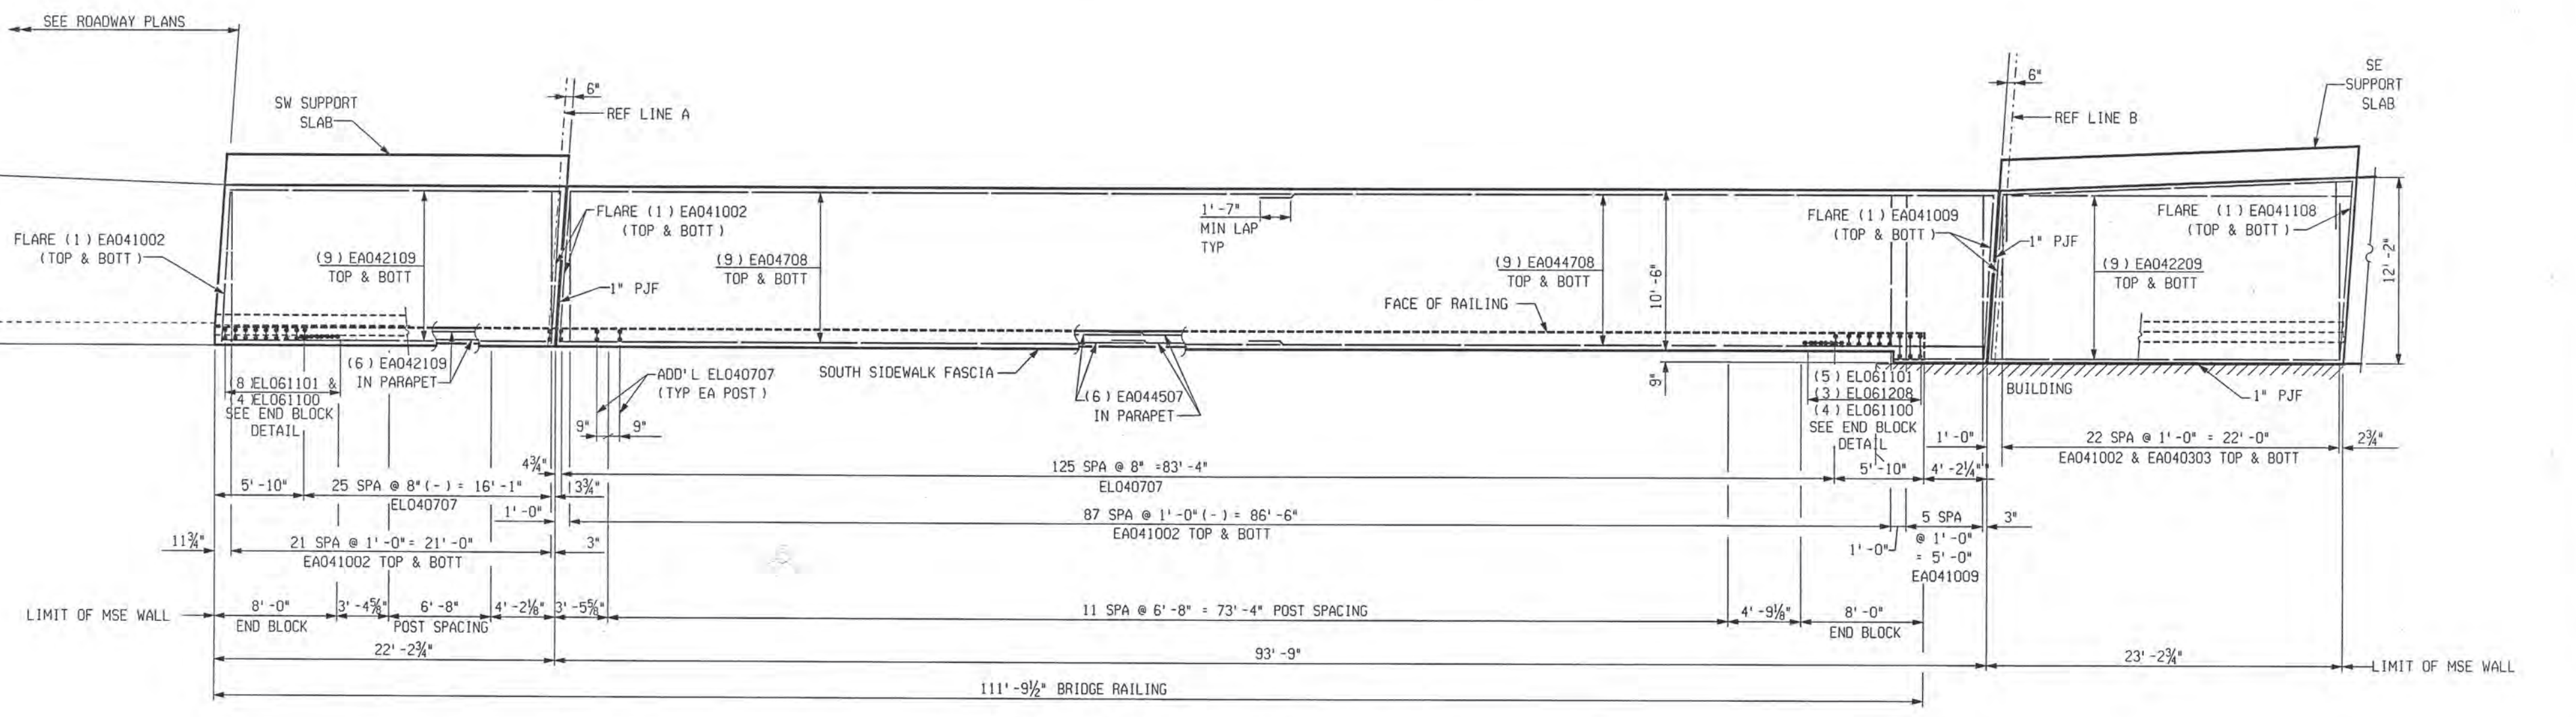 SEE ROADWAY PLANS
SW SUPPORT
SLAB
6"
REF LINE A
6"
REF LINE B
SE
SUPPORT
SLAB
FLARE (1) EA041002
(TOP & BOTT)
(9) EA042109
TOP & BOTT
FLARE (1) EA041002
(TOP & BOTT)
1" PJF
(9) EA04708
TOP & BOTT
1'-7"
MIN LAP
TYP
(9) EA044708
TOP & BOTT
10'-6"
FACE OF RAILING
FLARE (1) EA041009
(TOP & BOTT)
1" PJF
FLARE (1) EA041108
(TOP & BOTT)
(9) EA042209
TOP & BOTT
12'-2"
(6) EA042109
IN PARAPET
(8)EL061101 &
(4)EL061100
SEE END BLOCK
DETAIL
ADD'L EL040707
(TYP EA POST)
9"
9"
SOUTH SIDEWALK FASCIA
(6) EA044507
IN PARAPET
9"
(5) EL061101
(3) EL061208
(4) EL061100
SEE END BLOCK
DETAIL
BUILDING
1" PJF
1'-0"
22 SPA @ 1'-0" = 22'-0"
EA041002 & EA040303 TOP & BOTT
2¾"
4¾"
125 SPA @ 8" =83'-4"
EL040707
5'-10"
4'-2¼"
5'-10"
25 SPA @ 8"(-) = 16'-1"
EL040707
3¾"
1'-0"
87 SPA @ 1'-0"(-) = 86'-6"
EA041002 TOP & BOTT
1'-0"
5 SPA
@ 1'-0"
= 5'-0"
EA041009
3"
11¾"
21 SPA @ 1'-0"= 21'-0"
EA041002 TOP & BOTT
3"
LIMIT OF MSE WALL
8'-0"
END BLOCK
3'-4⅝"
6'-8"
POST SPACING
4'-2⅛"
3'-5⅝"
11 SPA @ 6'-8" = 73'-4" POST SPACING
4'-9⅛"
8'-0"
END BLOCK
22'-2¾"
93'-9"
23'-2¾"
LIMIT OF MSE WALL
111'-9½" BRIDGE RAILING